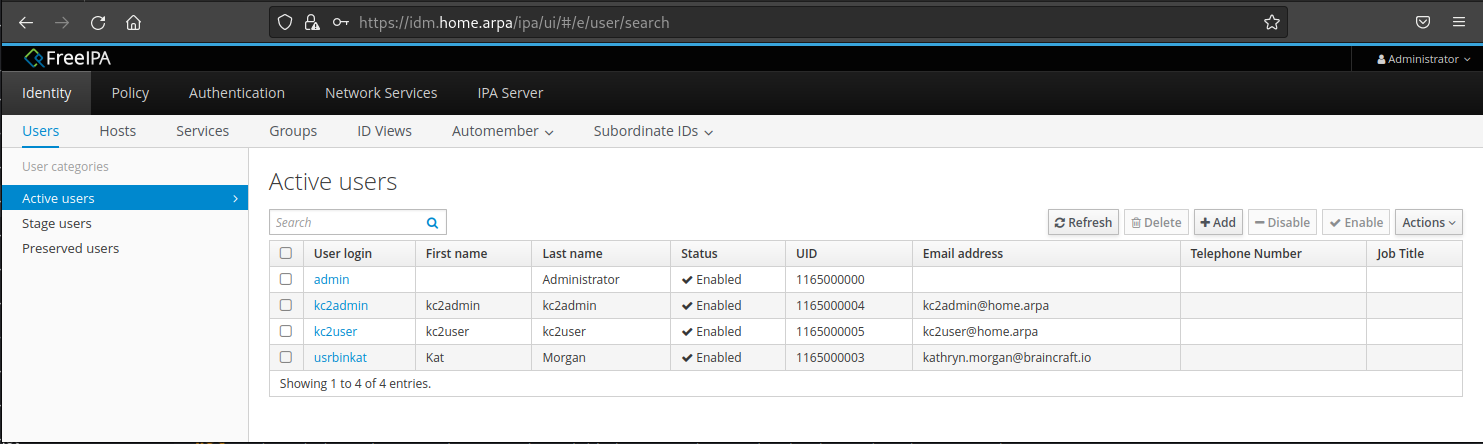 https://idm.home.arpa/ipa/ui/#/e/user/search
FreeIPA Administrator
Identity Policy Authentication Network Services IPA Server
Users Hosts Services Groups ID Views Automember Subordinate IDs
User categories
Active users
Stage users
Preserved users
Active users
Search Refresh Delete Add Disable Enable Actions
User login First name Last name Status UID Email address Telephone Number Job Title
admin Administrator Enabled 1165000000
kc2admin kc2admin kc2admin Enabled 1165000004 kc2admin@home.arpa
kc2user kc2user kc2user Enabled 1165000005 kc2user@home.arpa
usrbinkat Kat Morgan Enabled 1165000003 kathryn.morgan@braincraft.io
Showing 1 to 4 of 4 entries.